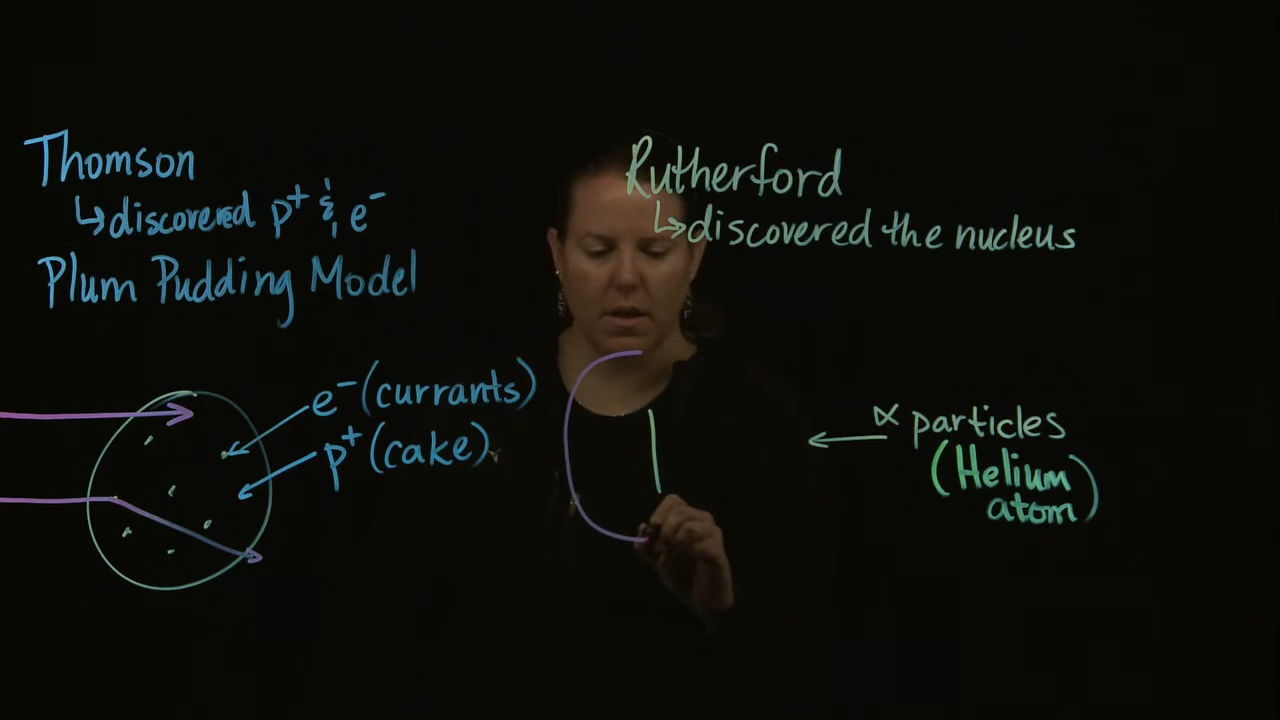 Thomson
↳discovered p⁺ & e⁻
Plum Pudding Model
e⁻ (currants)
p⁺ (cake)
Rutherford
↳discovered the nucleus
∝ particles
(Helium
atom)